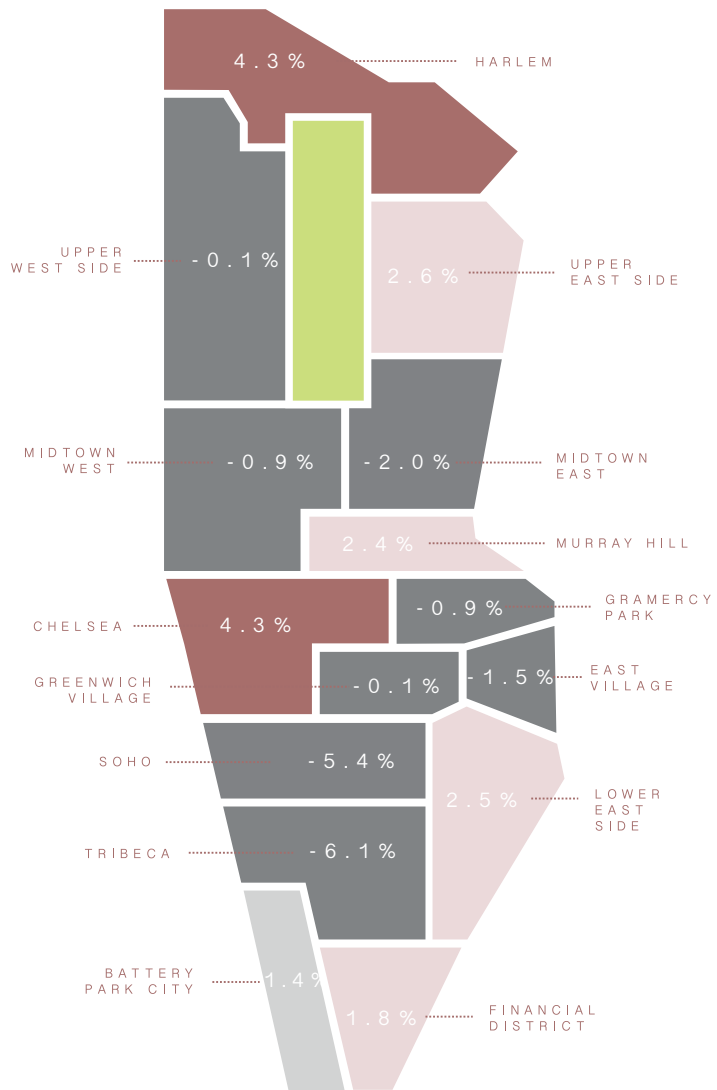 4.3%
HARLEM
UPPER
WEST SIDE
-0.1%
2.6%
UPPER
EAST SIDE
MIDTOWN
WEST
-0.9%
-2.0%
MIDTOWN
EAST
2.4%
MURRAY HILL
CHELSEA
4.3%
-0.9%
GRAMERCY
PARK
GREENWICH
VILLAGE
-0.1%
-1.5%
EAST
VILLAGE
SOHO
-5.4%
2.5%
LOWER
EAST
SIDE
TRIBECA
-6.1%
BATTERY
PARK CITY
1.4%
1.8%
FINANCIAL
DISTRICT